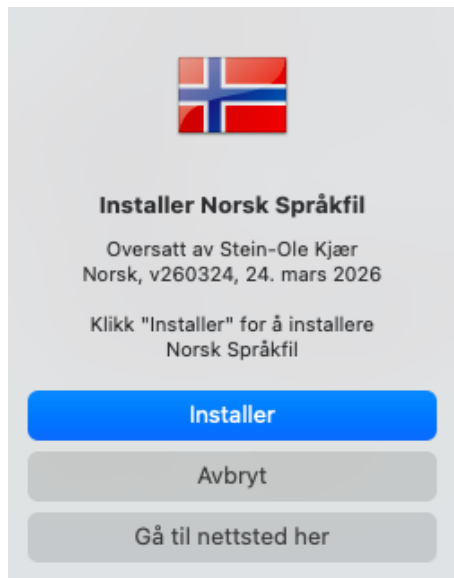 Installer Norsk Språkfil
Oversatt av Stein-Ole Kjær
Norsk, v260324, 24. mars 2026
Klikk "Installer" for å installere
Norsk Språkfil
Installer
Avbryt
Gå til nettsted her